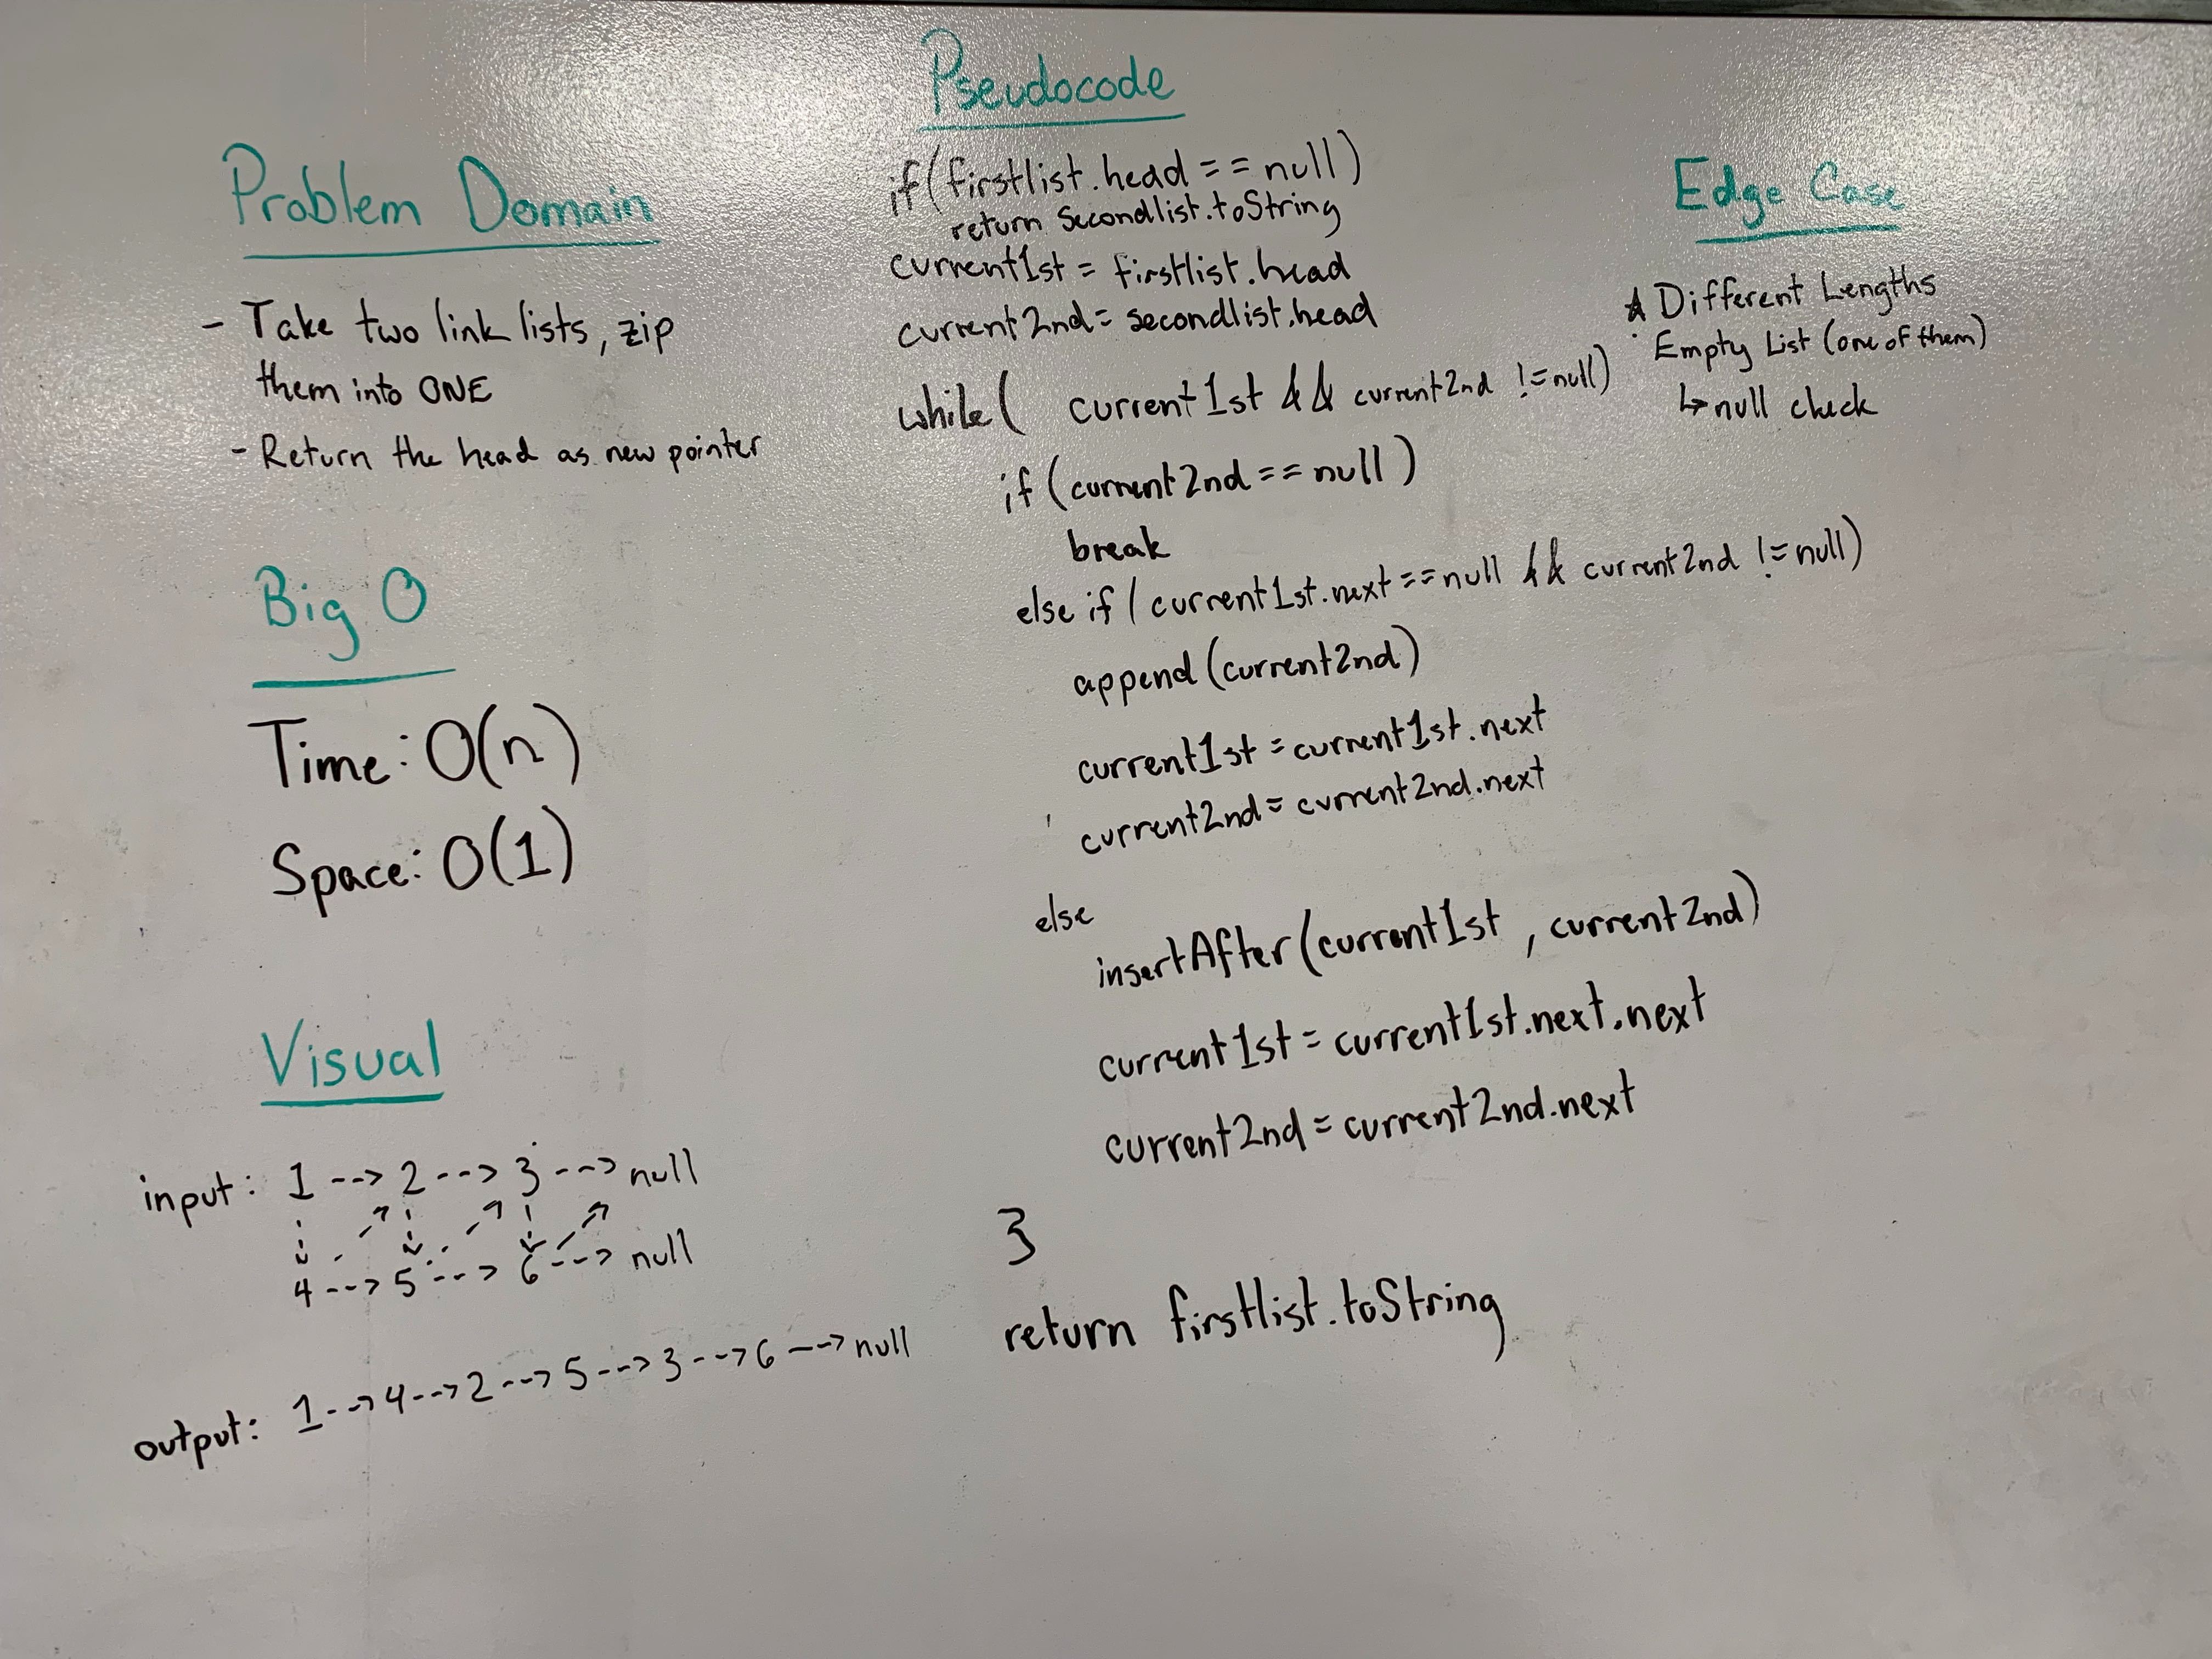 Problem Domain
- Take two link lists, zip
them into ONE
- Return the head as new pointer
Big O
Time: O(n)
Space: O(1)
Visual
input: 1 --> 2 --> 3 --> null
4 --> 5 --> 6 --> null
output: 1 --> 4 --> 2 --> 5 --> 3 --> 6 --> null
Pseudocode
if(firstlist.head == null)
return secondlist.toString
current1st = firstlist.head
current2nd = secondlist.head
while( current1st && current2nd != null)
if (current2nd == null)
break
else if ( current1st.next == null && current2nd != null)
append (current2nd)
current1st = current1st.next
current2nd = current2nd.next
else
insertAfter(current1st , current2nd)
current1st = current1st.next.next
current2nd = current2nd.next
}
return firstlist.toString
Edge Case
* Different Lengths
· Empty List (one of them)
↳ null check